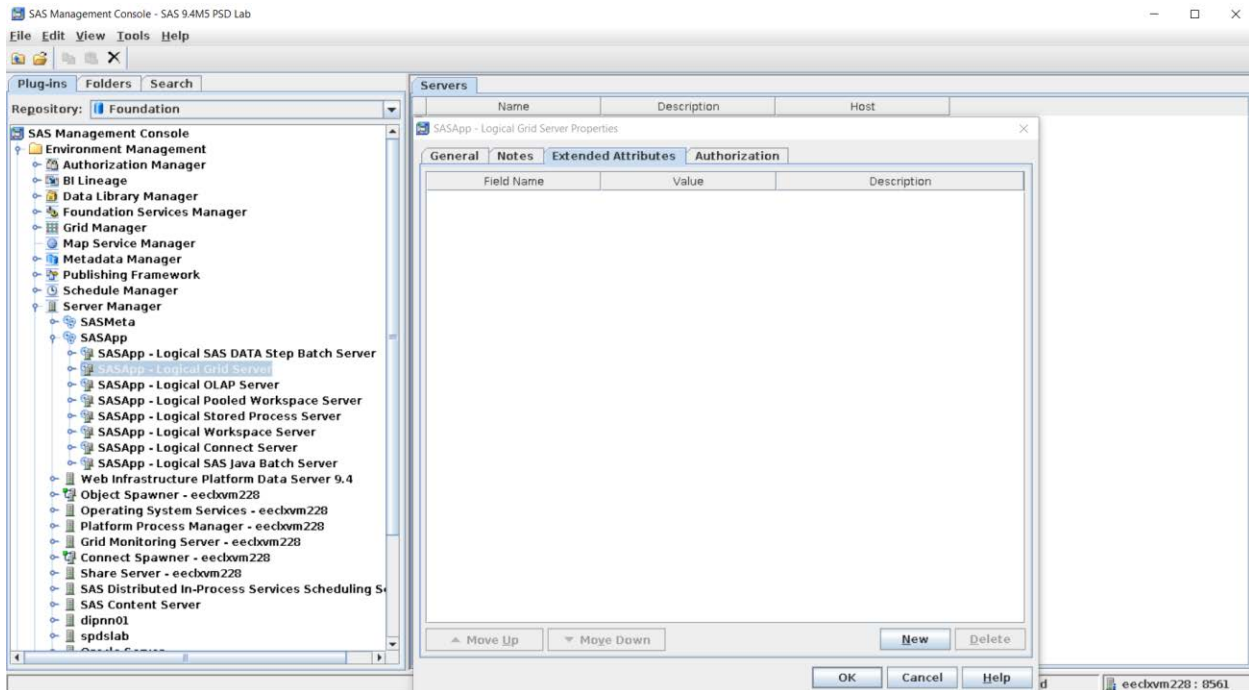 SAS Management Console - SAS 9.4M5 PSD Lab
File Edit View Tools Help
Plug-ins Folders Search
Repository: Foundation
SAS Management Console
Environment Management
Authorization Manager
BI Lineage
Data Library Manager
Foundation Services Manager
Grid Manager
Map Service Manager
Metadata Manager
Publishing Framework
Schedule Manager
Server Manager
SASMeta
SASApp
SASApp - Logical SAS DATA Step Batch Server
SASApp - Logical Grid Server
SASApp - Logical OLAP Server
SASApp - Logical Pooled Workspace Server
SASApp - Logical Stored Process Server
SASApp - Logical Workspace Server
SASApp - Logical Connect Server
SASApp - Logical SAS Java Batch Server
Web Infrastructure Platform Data Server 9.4
Object Spawner - eeclxvm228
Operating System Services - eeclxvm228
Platform Process Manager - eeclxvm228
Grid Monitoring Server - eeclxvm228
Connect Spawner - eeclxvm228
Share Server - eeclxvm228
SAS Distributed In-Process Services Scheduling S
SAS Content Server
dipnn01
spdslab
Servers
Name Description Host
SASApp - Logical Grid Server Properties
General Notes Extended Attributes Authorization
Field Name Value Description
Move Up Move Down New Delete
OK Cancel Help
d eeclxvm228 : 8561